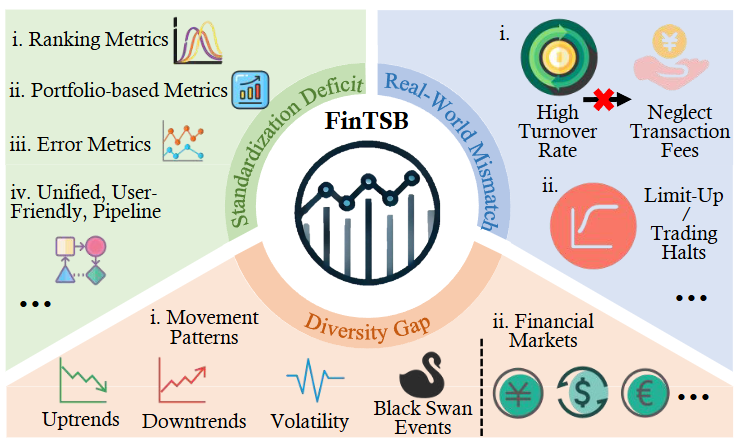 i. Ranking Metrics
ii. Portfolio-based Metrics
iii. Error Metrics
iv. Unified, User-
Friendly, Pipeline
...
Standardization Deficit
FinTSB
Real-World Mismatch
i.
¥
High
Turnover
Rate
Neglect
Transaction
Fees
ii.
Limit-Up
/
Trading
Halts
...
Diversity Gap
i. Movement
Patterns
Uptrends
Downtrends
Volatility
Black Swan
Events
ii. Financial
Markets
¥
$
€
...